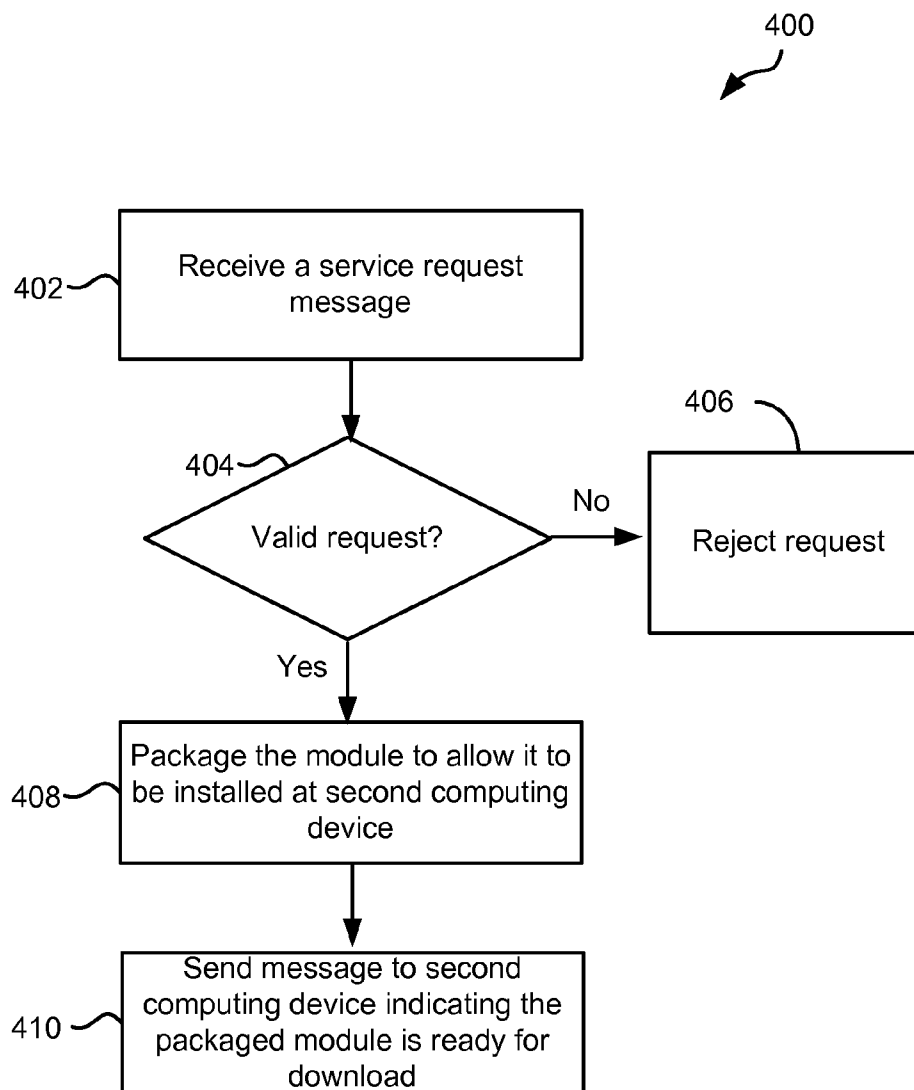 400
402
Receive a service request
message
404
Valid request?
No
406
Reject request
Yes
408
Package the module to allow it to
be installed at second computing
device
410
Send message to second
computing device indicating the
packaged module is ready for
download